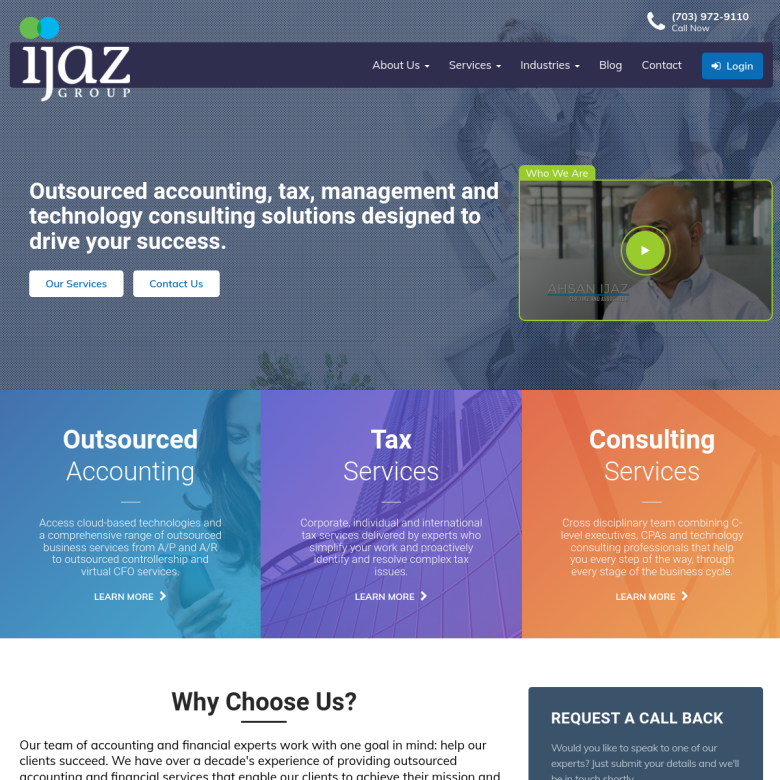 (703) 972-9110
Call Now
ijaz
GROUP
About Us
Services
Industries
Blog
Contact
Login
Outsourced accounting, tax, management and
technology consulting solutions designed to
drive your success.
Our Services
Contact Us
Who We Are
AHSAN IJAZ
Outsourced
Accounting
Access cloud-based technologies and
a comprehensive range of outsourced
business services from A/P and A/R
to outsourced controllership and
virtual CFO services.
LEARN MORE
Tax
Services
Corporate, individual and international
tax services delivered by experts who
simplify your work and proactively
identify and resolve complex tax
issues.
LEARN MORE
Consulting
Services
Cross disciplinary team combining C-
level executives, CPAs and technology
consulting professionals that help
you every step of the way, through
every stage of the business cycle.
LEARN MORE
Why Choose Us?
Our team of accounting and financial experts work with one goal in mind: help our
clients succeed. We have over a decade's experience of providing outsourced
accounting and financial services that enable our clients to achieve their mission and
REQUEST A CALL BACK
Would you like to speak to one of our
experts? Just submit your details and we'll
be in touch shortly.